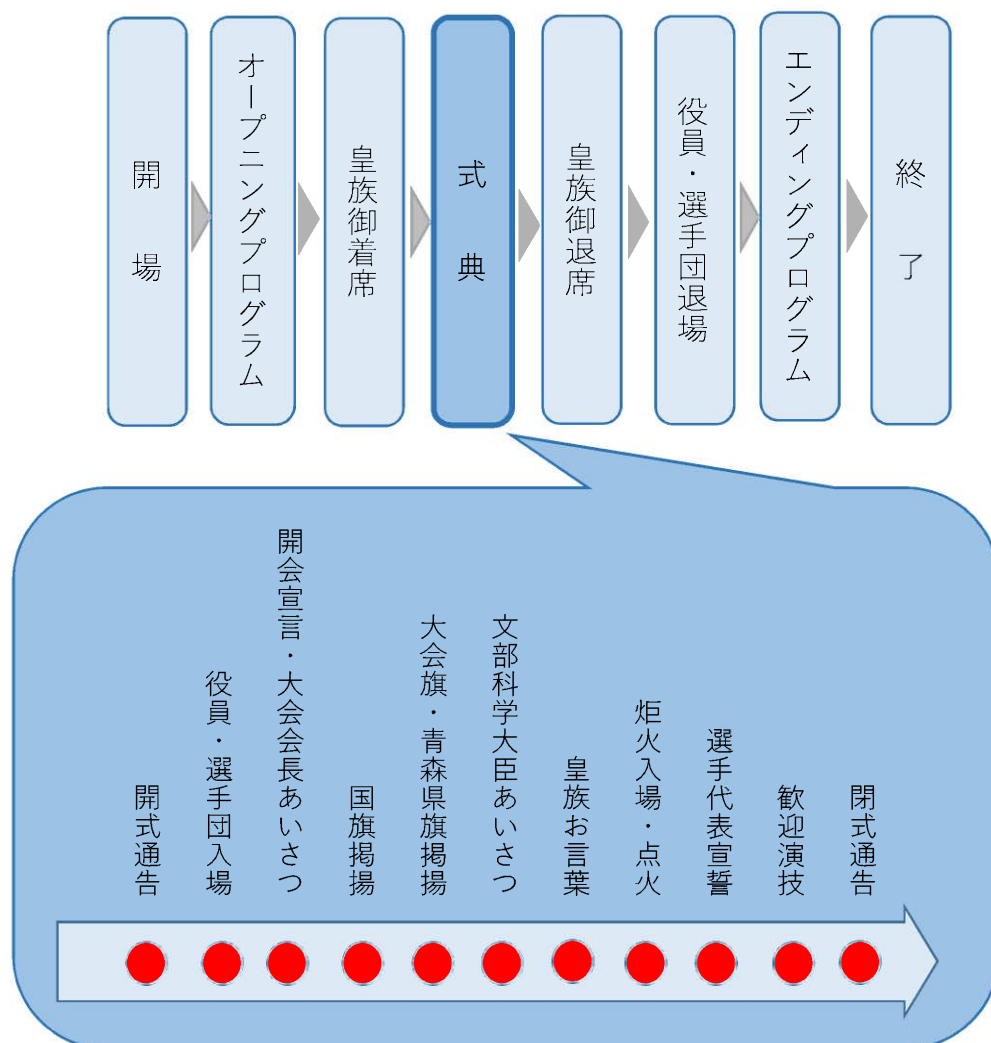 開場
オープニングプログラム
皇族御着席
式典
皇族御退席
役員・選手団退場
エンディングプログラム
終了
開式通告
役員・選手団入場
開会宣言・大会会長あいさつ
国旗掲揚
大会旗・青森県旗掲揚
文部科学大臣あいさつ
皇族お言葉
炬火入場・点火
選手代表宣誓
歓迎演技
閉式通告